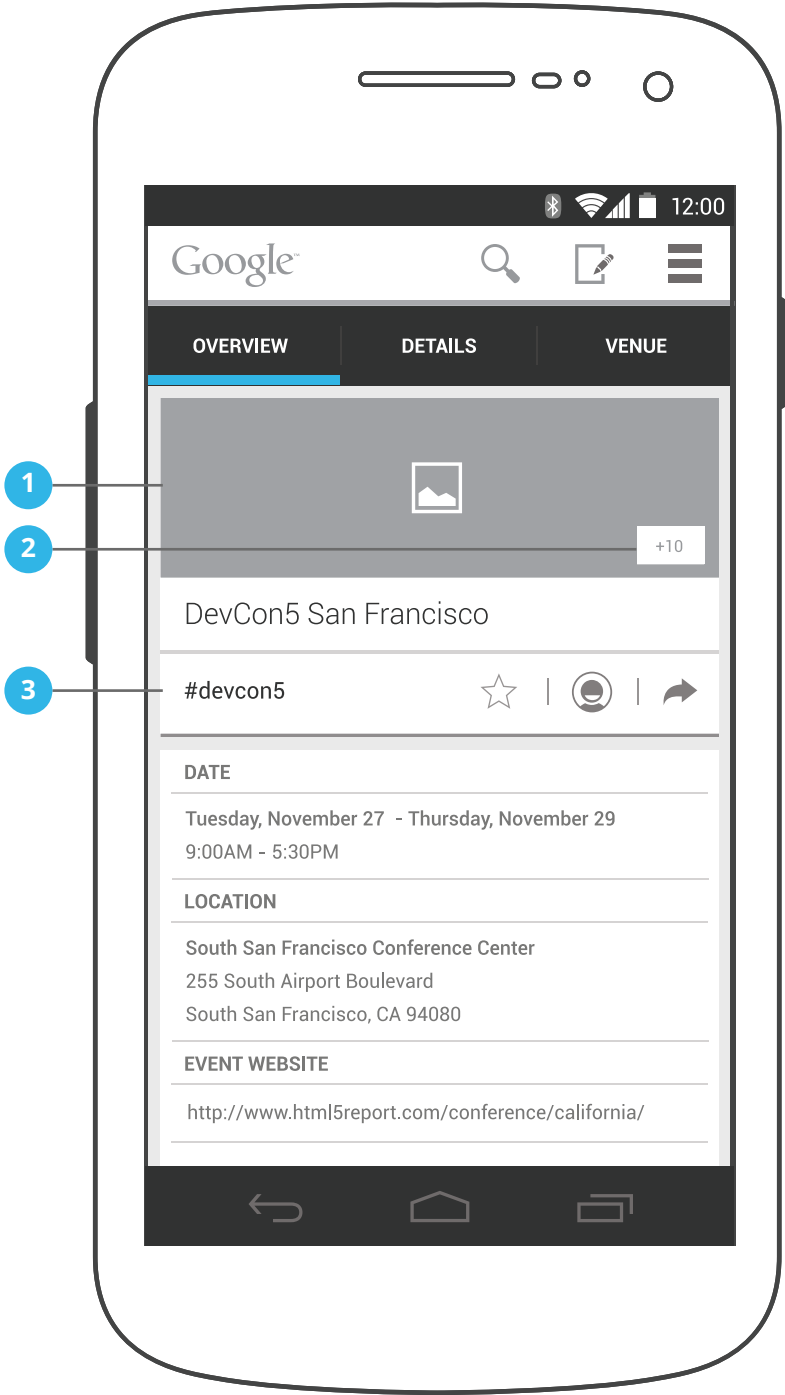 12:00
Google™
OVERVIEW DETAILS VENUE
1
2
+10
DevCon5 San Francisco
3
#devcon5
DATE
Tuesday, November 27 - Thursday, November 29
9:00AM - 5:30PM
LOCATION
South San Francisco Conference Center
255 South Airport Boulevard
South San Francisco, CA 94080
EVENT WEBSITE
http://www.html5report.com/conference/california/